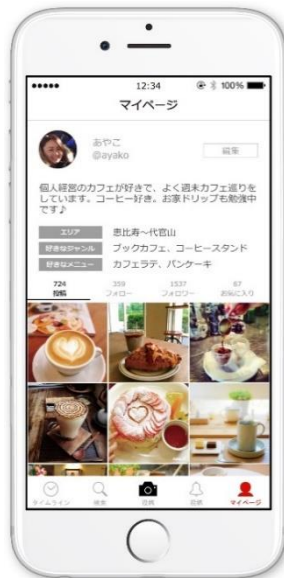 12:34
100%
マイページ
あやこ
@ayako
編集
個人経営のカフェが好きで、よく週末カフェ巡りを
しています。コーヒー好き。お家ドリップも勉強中
です♪
エリア 恵比寿〜代官山
好きなジャンル ブックカフェ、コーヒースタンド
好きなメニュー カフェラテ、パンケーキ
724 359 1537 67
投稿 フォロー フォロワー お気に入り
タイムライン 検索 マイページ